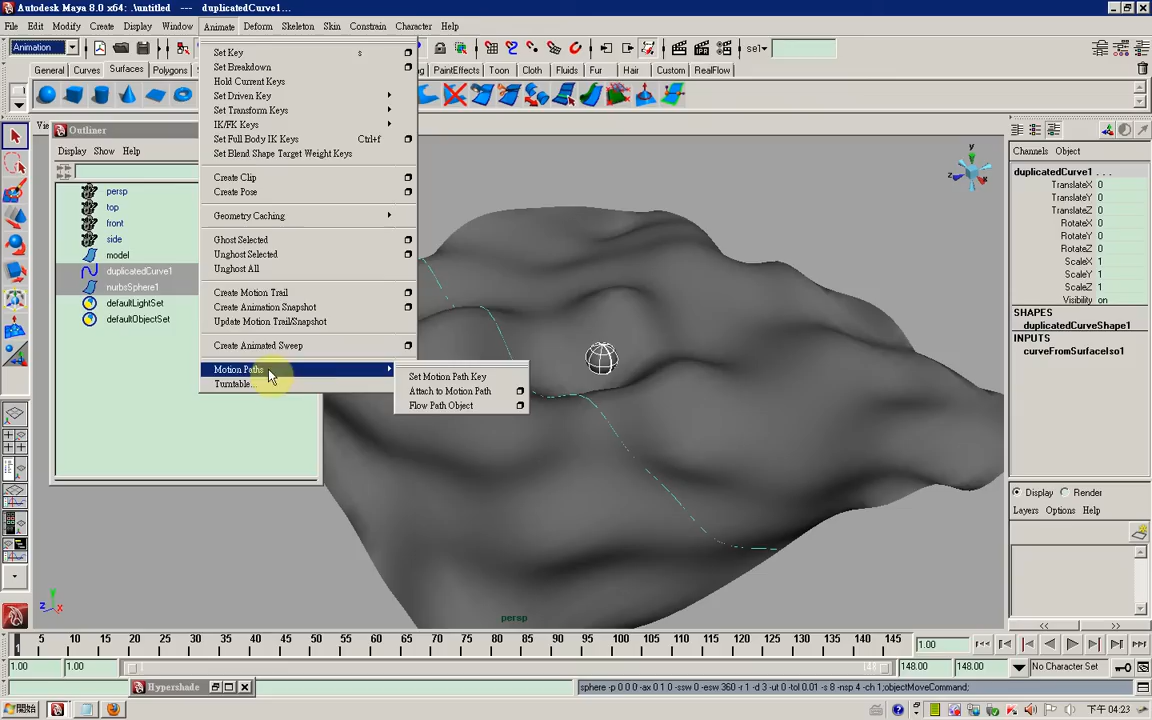 Autodesk Maya 8.0 x64: .\untitled --- duplicatedCurve1...
File Edit Modify Create Display Window Animate Deform Skeleton Skin Constrain Character Help
Animation
sel
General Curves Surfaces Polygons
PaintEffects Toon Cloth Fluids Fur Hair Custom RealFlow
Set Key s
Set Breakdown
Hold Current Keys
Set Driven Key
Set Transform Keys
IK/FK Keys
Set Full Body IK Keys Ctrl+f
Set Blend Shape Target Weight Keys
Create Clip
Create Pose
Geometry Caching
Ghost Selected
Unghost Selected
Unghost All
Create Motion Trail
Create Animation Snapshot
Update Motion Trail/Snapshot
Create Animated Sweep
Motion Paths
Turntable...
Set Motion Path Key
Attach to Motion Path
Flow Path Object
Outliner
Display Show Help
persp
top
front
side
model
duplicatedCurve1
nurbsSphere1
defaultLightSet
defaultObjectSet
y
z
x
z
x
persp
Channels Object
duplicatedCurve1 . . .
TranslateX 0
TranslateY 0
TranslateZ 0
RotateX 0
RotateY 0
RotateZ 0
ScaleX 1
ScaleY 1
ScaleZ 1
Visibility on
SHAPES
duplicatedCurveShape1
INPUTS
curveFromSurfaceIso1
Display Render
Layers Options Help
5 10 15 20 25 30 35 40 45 50 55 60 65 70 75 80 85 90 95 100 105 110 115 120 125 130 135 140 145
1.00
1.00 1.00 1 148 148.00 148.00 No Character Set
Hypershade
sphere -p 0 0 0 -ax 0 1 0 -ssw 0 -esw 360 -r 1 -d 3 -ut 0 -tol 0.01 -s 8 -nsp 4 -ch 1;objectMoveCommand;
開始
下午 04:23